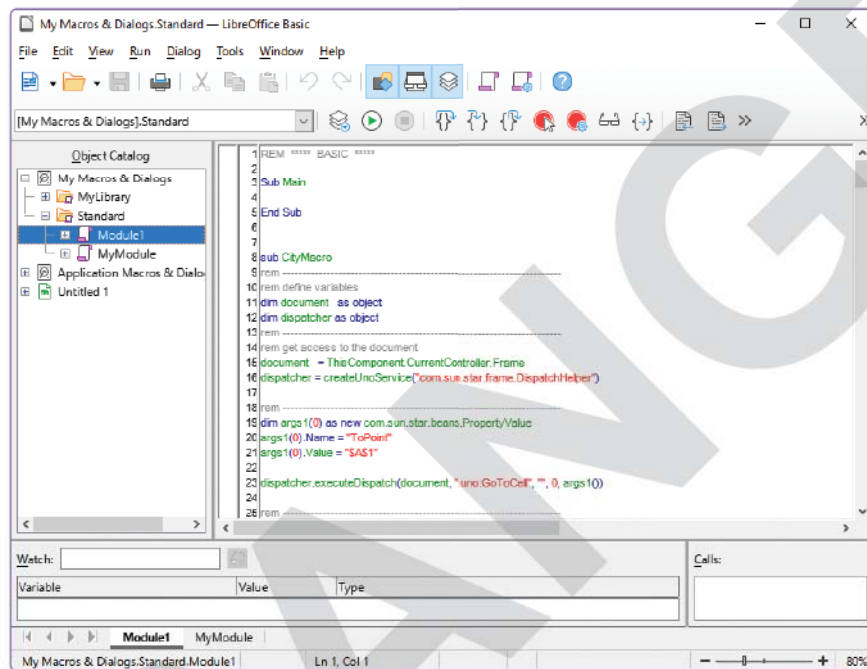 My Macros & Dialogs.Standard — LibreOffice Basic
File Edit View Run Dialog Tools Window Help
[My Macros & Dialogs].Standard
Object Catalog
My Macros & Dialogs
MyLibrary
Standard
Module1
MyModule
Application Macros & Dialo
Untitled 1
1 REM ***** BASIC *****
2
3 Sub Main
4
5 End Sub
6
7
8 sub CityMacro
9 rem ----------------------------------------------------------------------
10 rem define variables
11 dim document as object
12 dim dispatcher as object
13 rem ----------------------------------------------------------------------
14 rem get access to the document
15 document = ThisComponent.CurrentController.Frame
16 dispatcher = createUnoService("com.sun.star.frame.DispatchHelper")
17
18 rem ----------------------------------------------------------------------
19 dim args1(0) as new com.sun.star.beans.PropertyValue
20 args1(0).Name = "ToPoint"
21 args1(0).Value = "$A$1"
22
23 dispatcher.executeDispatch(document, ".uno:GoToCell", "", 0, args1())
24
25 rem ----------------------------------------------------------------------
Watch:
Calls:
Variable Value Type
Module1 MyModule
My Macros & Dialogs.Standard.Module1 Ln 1, Col 1 80%